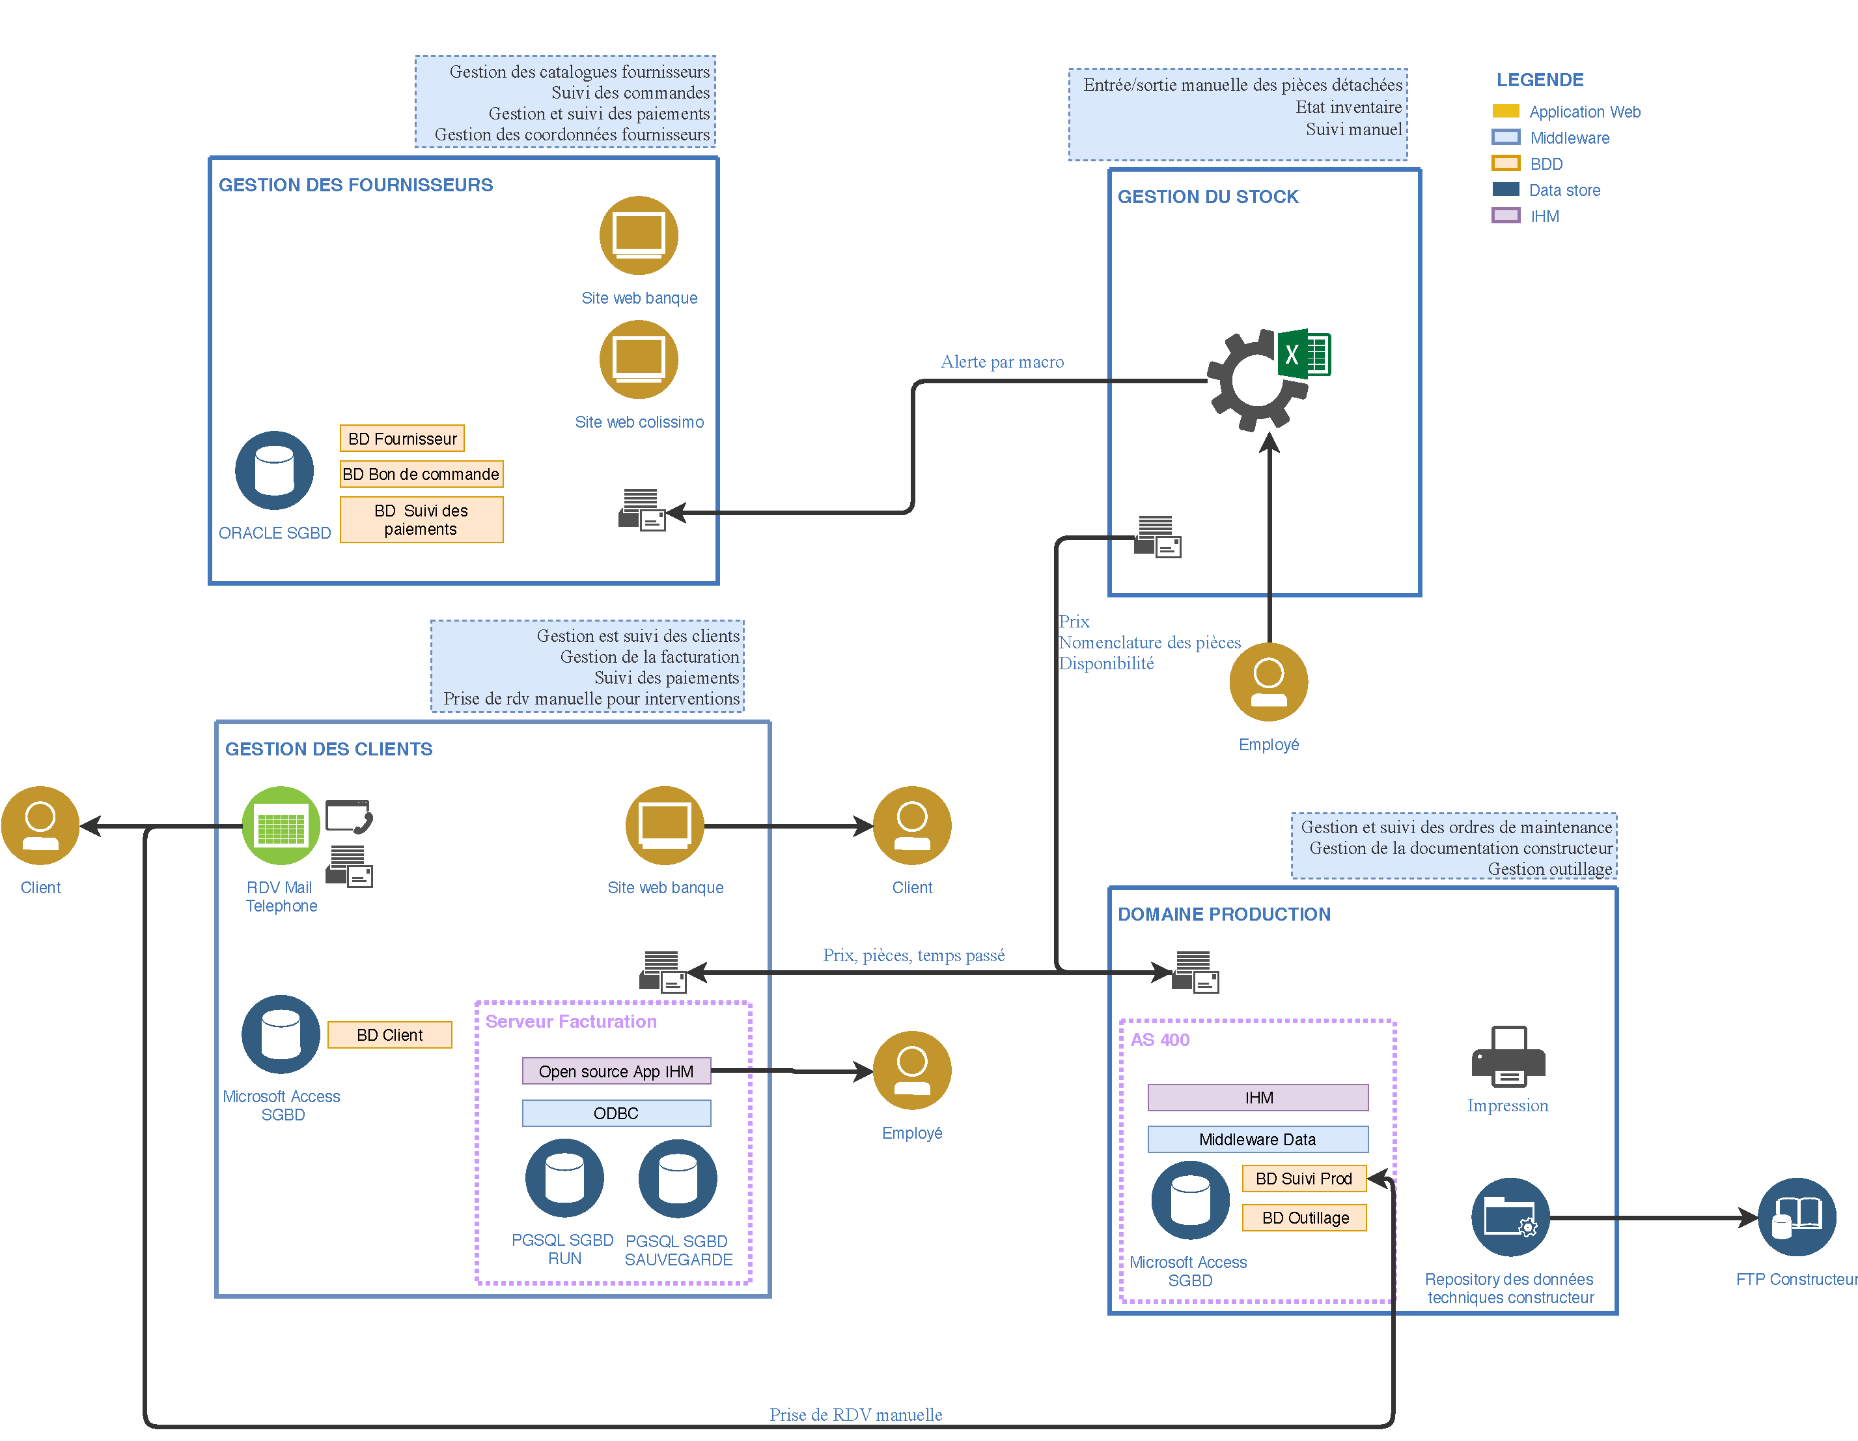 Gestion des catalogues fournisseurs
Suivi des commandes
Gestion et suivi des paiements
Gestion des coordonnées fournisseurs
GESTION DES FOURNISSEURS
Site web banque
Site web colissimo
BD Fournisseur
BD Bon de commande
BD  Suivi des
paiements
ORACLE SGBD
Alerte par macro
Entrée/sortie manuelle des pièces détachées
Etat inventaire
Suivi manuel
GESTION DU STOCK
X
LEGENDE
Application Web
Middleware
BDD
Data store
IHM
Prix
Nomenclature des pièces
Disponibilité
Employé
Gestion est suivi des clients
Gestion de la facturation
Suivi des paiements
Prise de rdv manuelle pour interventions
GESTION DES CLIENTS
Client
RDV Mail
Telephone
Site web banque
Client
Prix, pièces, temps passé
BD Client
Microsoft Access
SGBD
Serveur Facturation
Open source App IHM
ODBC
PGSQL SGBD
RUN
PGSQL SGBD
SAUVEGARDE
Employé
Gestion et suivi des ordres de maintenance
Gestion de la documentation constructeur
Gestion outillage
DOMAINE PRODUCTION
AS 400
IHM
Middleware Data
BD Suivi Prod
BD Outillage
Microsoft Access
SGBD
Impression
Repository des données
techniques constructeur
FTP Constructeur
Prise de RDV manuelle